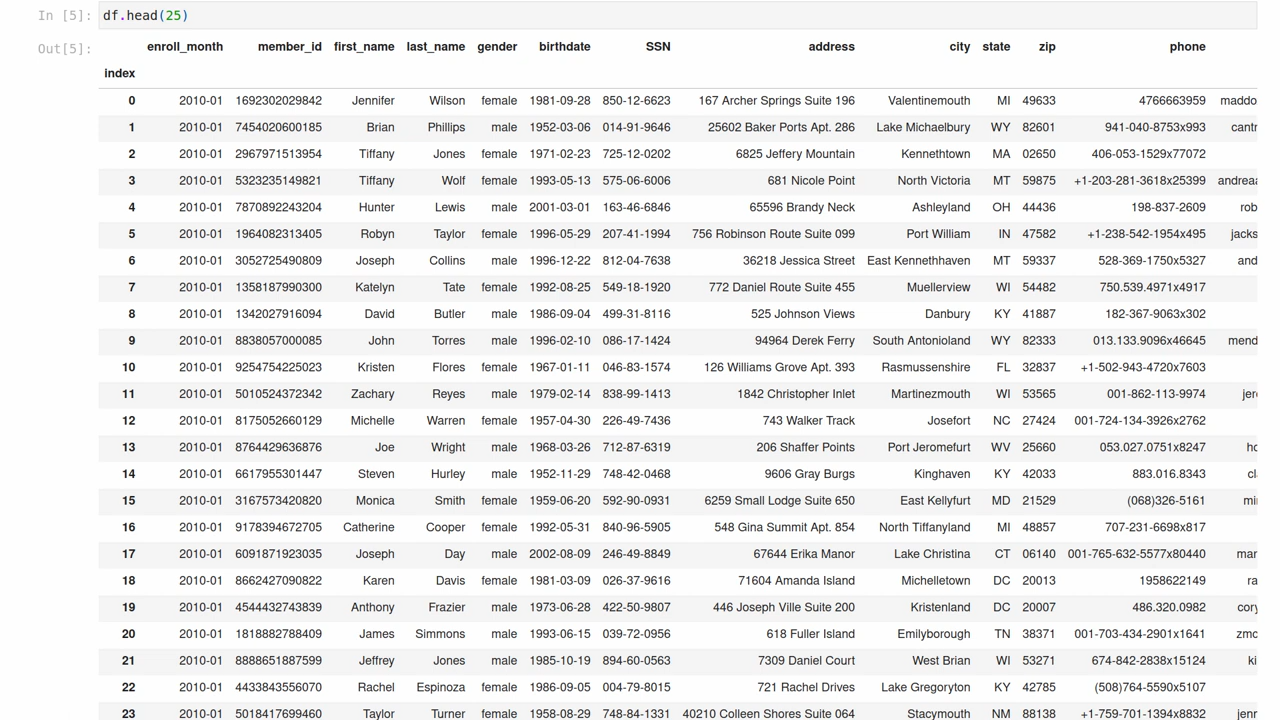 In [5]: df.head(25)
Out[5]: enroll_month member_id first_name last_name gender birthdate SSN address city state zip phone
index
0 2010-01 1692302029842 Jennifer Wilson female 1981-09-28 850-12-6623 167 Archer Springs Suite 196 Valentinemouth MI 49633 4766663959 maddo
1 2010-01 7454020600185 Brian Phillips male 1952-03-06 014-91-9646 25602 Baker Ports Apt. 286 Lake Michaelbury WY 82601 941-040-8753x993 cantr
2 2010-01 2967971513954 Tiffany Jones female 1971-02-23 725-12-0202 6825 Jeffery Mountain Kennethtown MA 02650 406-053-1529x77072
3 2010-01 5323235149821 Tiffany Wolf female 1993-05-13 575-06-6006 681 Nicole Point North Victoria MT 59875 +1-203-281-3618x25399 andreaa
4 2010-01 7870892243204 Hunter Lewis male 2001-03-01 163-46-6846 65596 Brandy Neck Ashleyland OH 44436 198-837-2609 rob
5 2010-01 1964082313405 Robyn Taylor female 1996-05-29 207-41-1994 756 Robinson Route Suite 099 Port William IN 47582 +1-238-542-1954x495 jacks
6 2010-01 3052725490809 Joseph Collins male 1996-12-22 812-04-7638 36218 Jessica Street East Kennethhaven MT 59337 528-369-1750x5327 and
7 2010-01 1358187990300 Katelyn Tate female 1992-08-25 549-18-1920 772 Daniel Route Suite 455 Muellerview WI 54482 750.539.4971x4917
8 2010-01 1342027916094 David Butler male 1986-09-04 499-31-8116 525 Johnson Views Danbury KY 41887 182-367-9063x302
9 2010-01 8838057000085 John Torres male 1996-02-10 086-17-1424 94964 Derek Ferry South Antonioland WY 82333 013.133.9096x46645 mend
10 2010-01 9254754225023 Kristen Flores female 1967-01-11 046-83-1574 126 Williams Grove Apt. 393 Rasmussenshire FL 32837 +1-502-943-4720x7603
11 2010-01 5010524372342 Zachary Reyes male 1979-02-14 838-99-1413 1842 Christopher Inlet Martinezmouth WI 53565 001-862-113-9974 jer
12 2010-01 8175052660129 Michelle Warren female 1957-04-30 226-49-7436 743 Walker Track Josefort NC 27424 001-724-134-3926x2762
13 2010-01 8764429636876 Joe Wright male 1968-03-26 712-87-6319 206 Shaffer Points Port Jeromefurt WV 25660 053.027.0751x8247 ho
14 2010-01 6617955301447 Steven Hurley male 1952-11-29 748-42-0468 9606 Gray Burgs Kinghaven KY 42033 883.016.8343 cl
15 2010-01 3167573420820 Monica Smith female 1959-06-20 592-90-0931 6259 Small Lodge Suite 650 East Kellyfurt MD 21529 (068)326-5161 mi
16 2010-01 9178394672705 Catherine Cooper female 1992-05-31 840-96-5905 548 Gina Summit Apt. 854 North Tiffanyland MI 48857 707-231-6698x817
17 2010-01 6091871923035 Joseph Day male 2002-08-09 246-49-8849 67644 Erika Manor Lake Christina CT 06140 001-765-632-5577x80440 mar
18 2010-01 8662427090822 Karen Davis female 1981-03-09 026-37-9616 71604 Amanda Island Michelletown DC 20013 1958622149 ra
19 2010-01 4544432743839 Anthony Frazier male 1973-06-28 422-50-9807 446 Joseph Ville Suite 200 Kristenland DC 20007 486.320.0982 cory
20 2010-01 1818882788409 James Simmons male 1993-06-15 039-72-0956 618 Fuller Island Emilyborough TN 38371 001-703-434-2901x1641 zmo
21 2010-01 8888651887599 Jeffrey Jones male 1985-10-19 894-60-0563 7309 Daniel Court West Brian WI 53271 674-842-2838x15124 ki
22 2010-01 4433843556070 Rachel Espinoza female 1986-09-05 004-79-8015 721 Rachel Drives Lake Gregoryton KY 42785 (508)764-5590x5107
23 2010-01 5018417699460 Taylor Turner female 1958-08-29 748-84-1331 40210 Colleen Shores Suite 064 Stacymouth NM 88138 +1-759-701-1394x8832 jenr